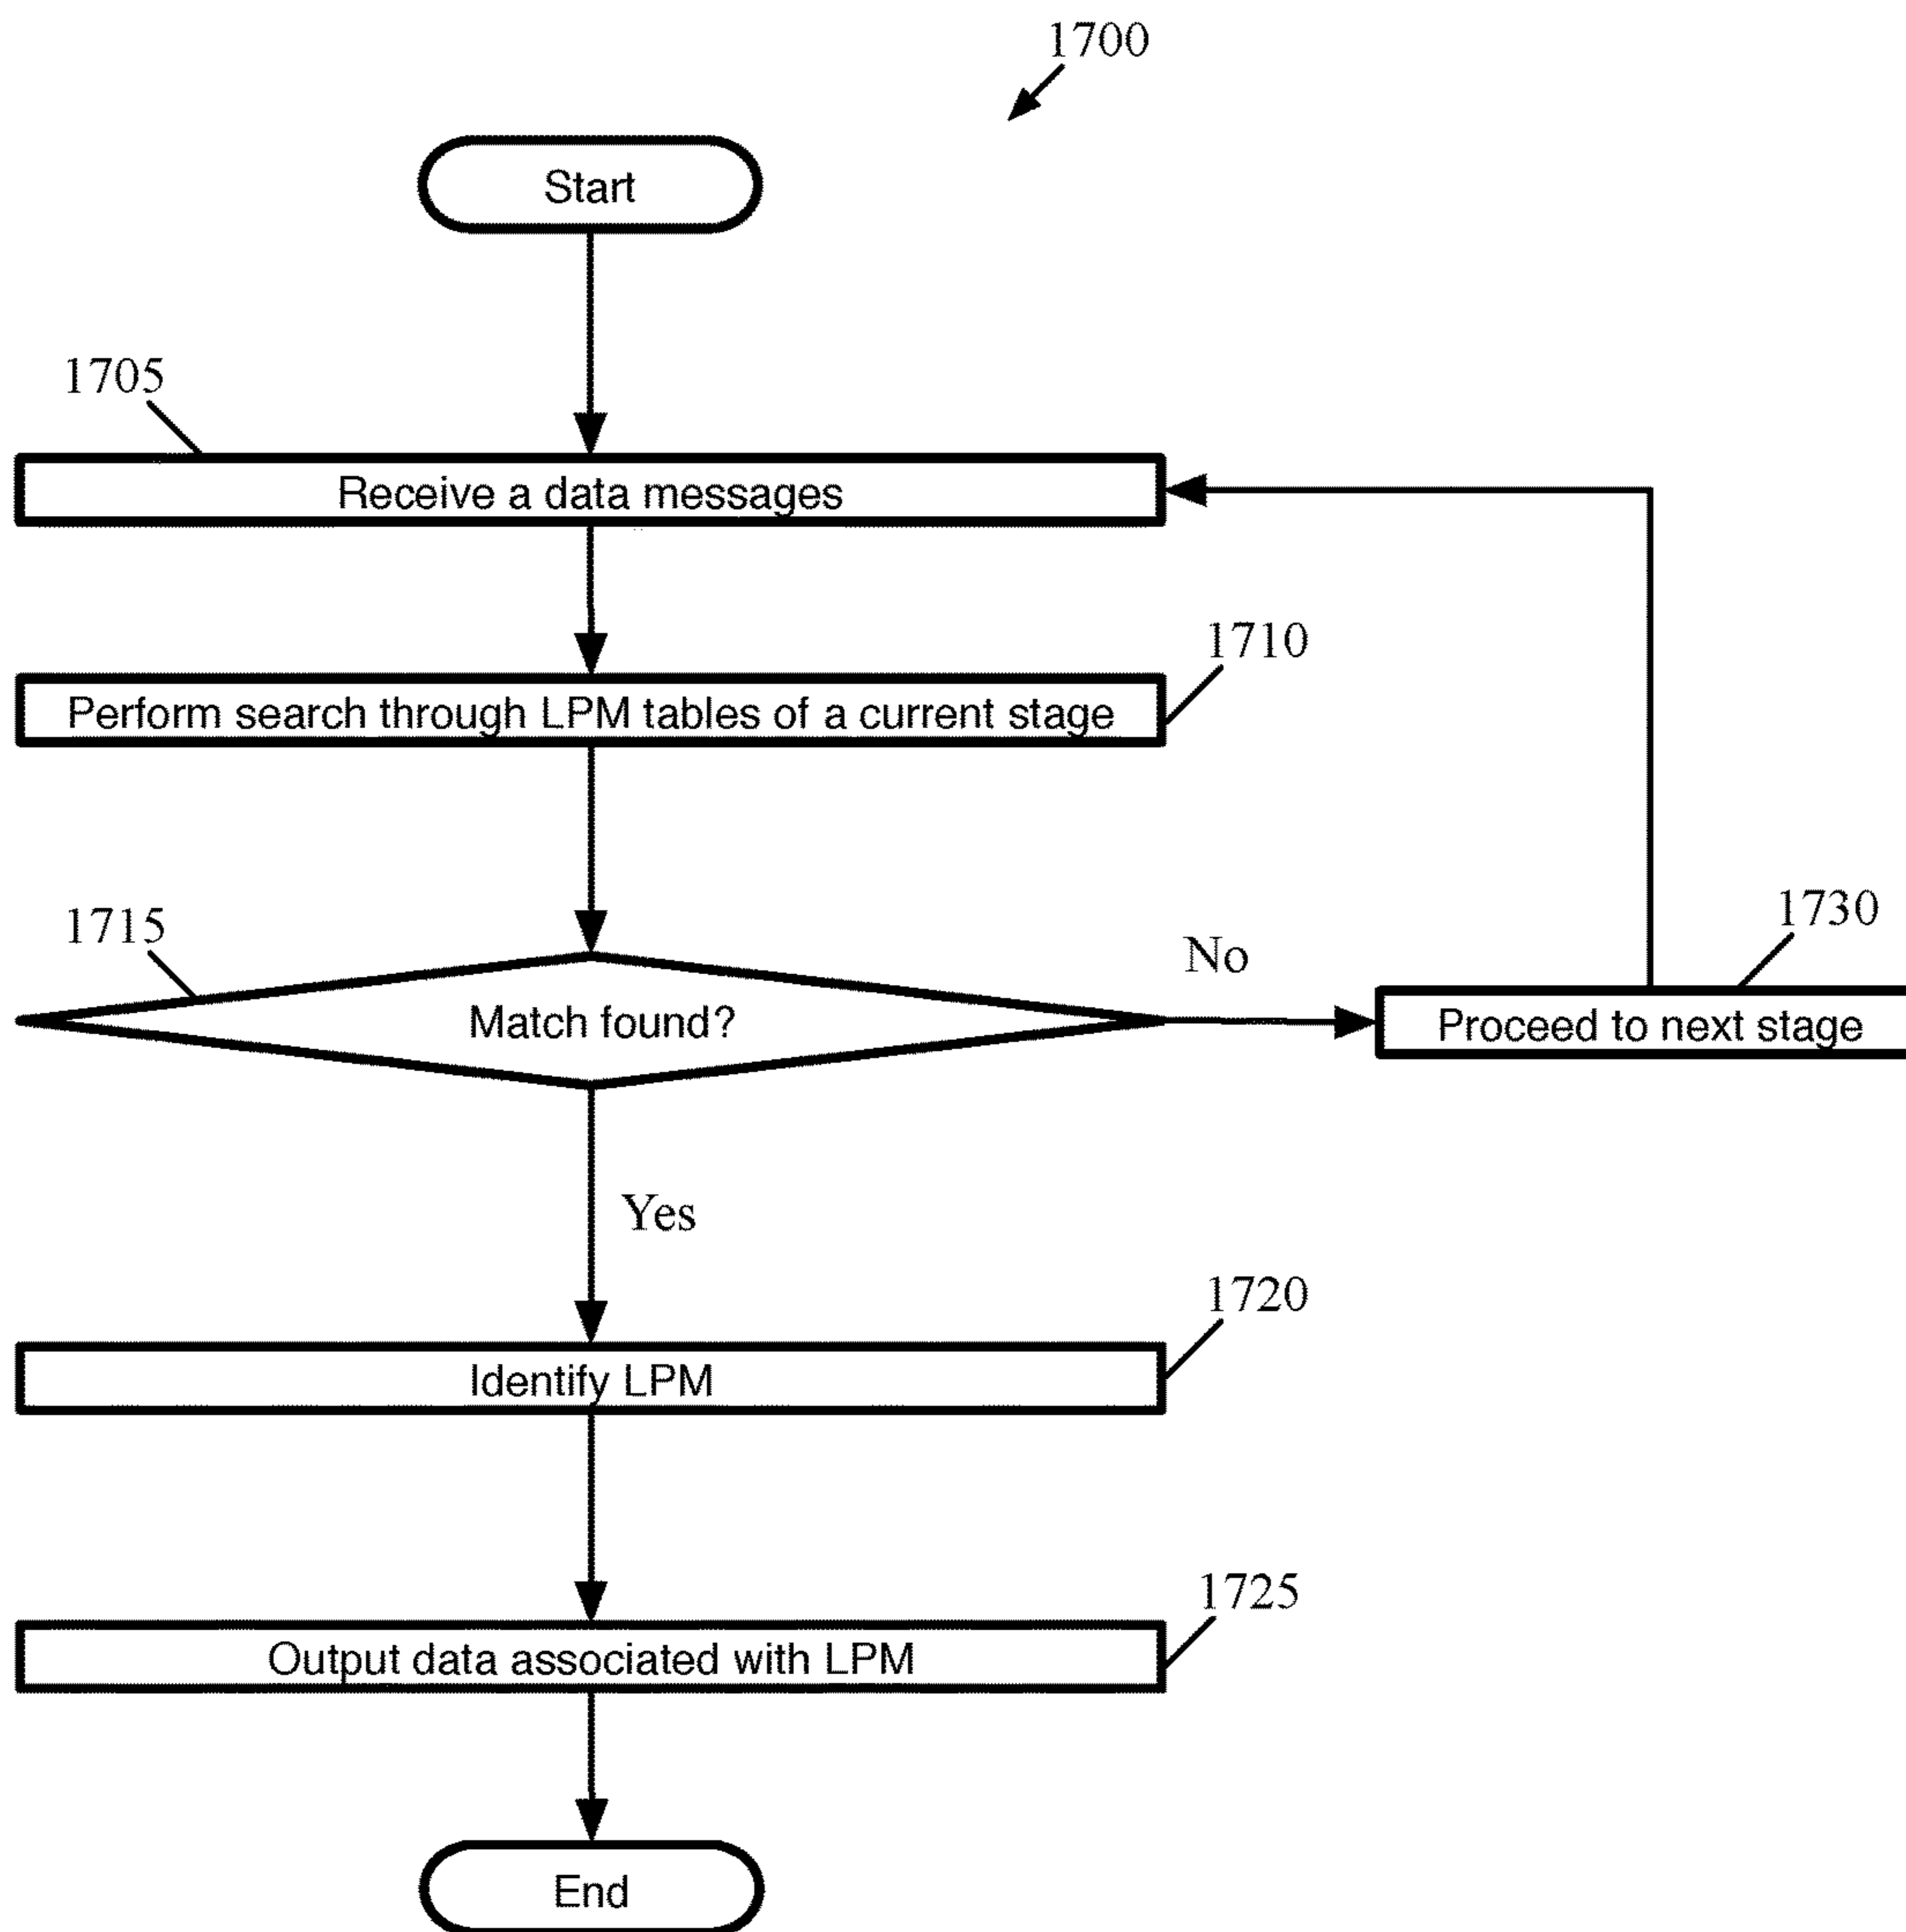 1700
Start
1705
Receive a data messages
1710
Perform search through LPM tables of a current stage
1715
Match found?
No
1730
Proceed to next stage
Yes
1720
Identify LPM
1725
Output data associated with LPM
End